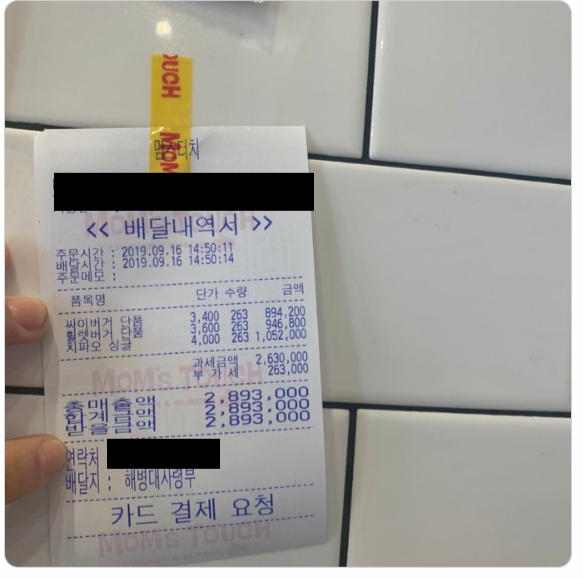 OUCH
MOM
맘스터치
<< 배달내역서 >>
주문시간 : 2019.09.16 14:50:11
배달시간 : 2019.09.16 14:50:14
주문메모 :
품목명 단가 수량 금액
싸이버거 단품 3,400 263 894,200
휠렛버거 단품 3,600 263 946,800
치파오 싱글 4,000 263 1,052,000
과세금액 2,630,000
부 가 세 263,000
MOM's TOUCH
총매출액 2,893,000
합계금액 2,893,000
받을금액 2,893,000
연락처
배달지 : 해병대사령부
카드 결제 요청
MOM's TOUCH